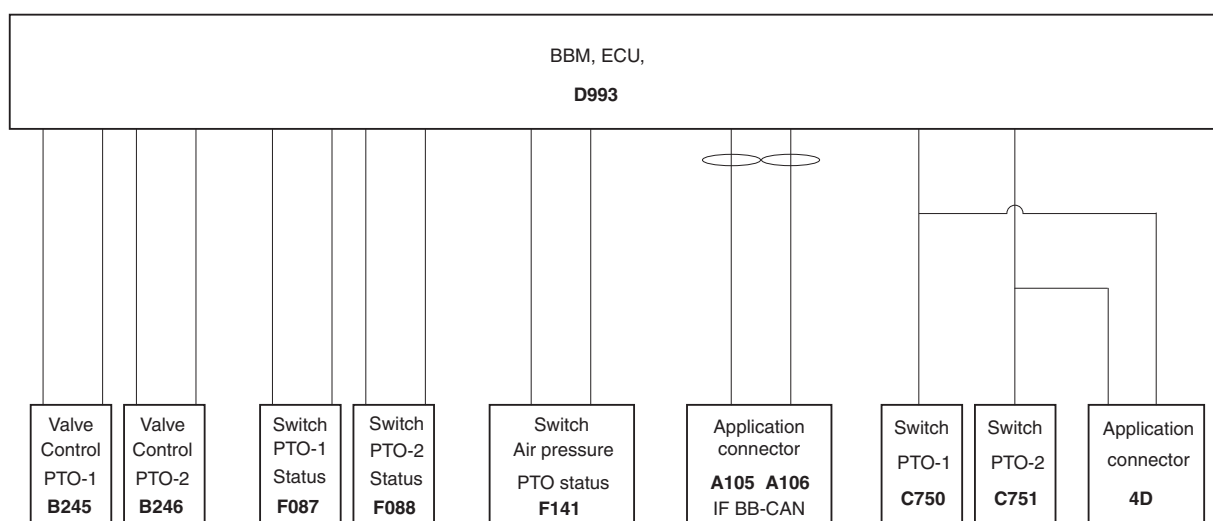 BBM, ECU,
D993
Valve
Control
PTO-1
B245
Valve
Control
PTO-2
B246
Switch
PTO-1
Status
F087
Switch
PTO-2
Status
F088
Switch
Air pressure
PTO status
F141
Application
connector
A105 A106
IF BB-CAN
Switch
PTO-1
C750
Switch
PTO-2
C751
Application
connector
4D